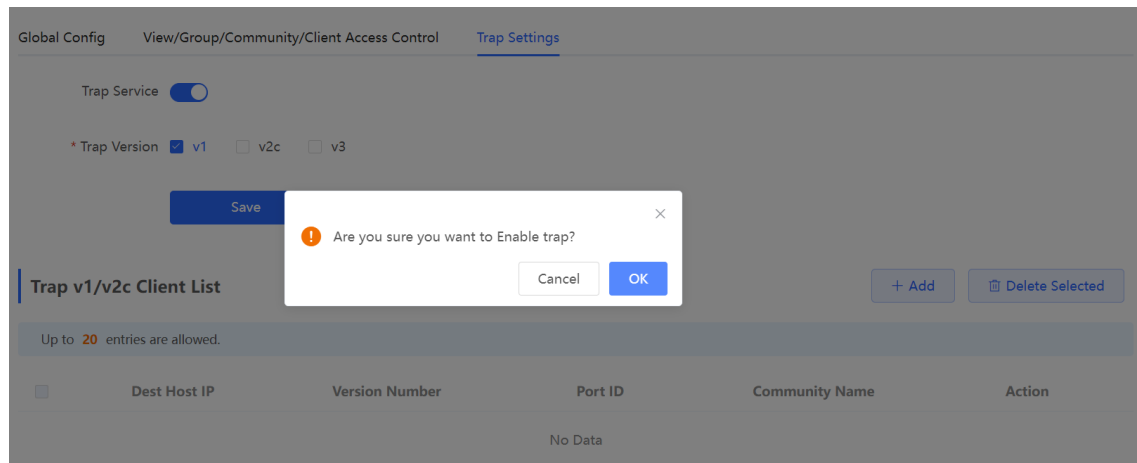 Global Config View/Group/Community/Client Access Control Trap Settings
Trap Service
* Trap Version v1 v2c v3
Save
Are you sure you want to Enable trap?
Cancel OK
Trap v1/v2c Client List + Add Delete Selected
Up to 20 entries are allowed.
Dest Host IP Version Number Port ID Community Name Action
No Data